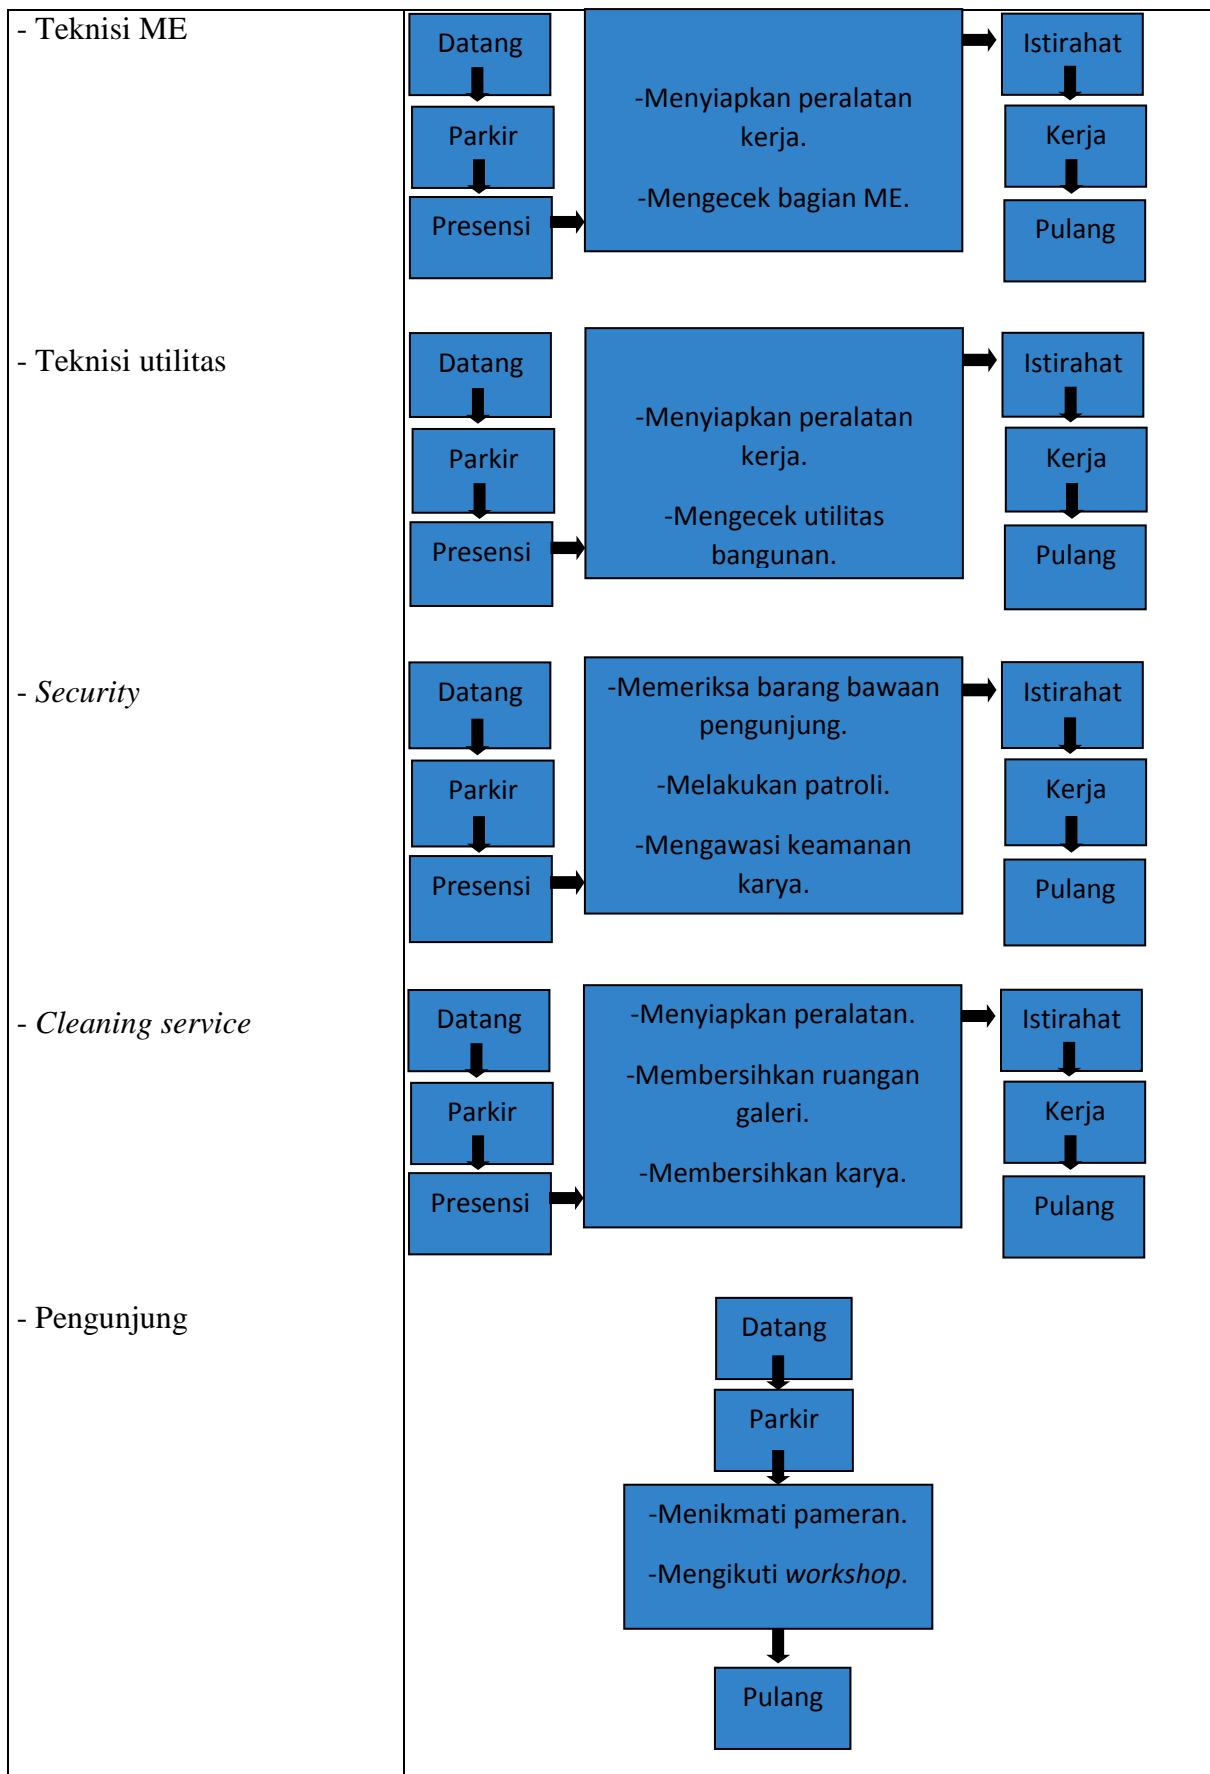 - Teknisi ME
Datang
Parkir
Presensi
-Menyiapkan peralatan
kerja.
-Mengecek bagian ME.
Istirahat
Kerja
Pulang
- Teknisi utilitas
Datang
Parkir
Presensi
-Menyiapkan peralatan
kerja.
-Mengecek utilitas
bangunan.
Istirahat
Kerja
Pulang
- Security
Datang
Parkir
Presensi
-Memeriksa barang bawaan
pengunjung.
-Melakukan patroli.
-Mengawasi keamanan
karya.
Istirahat
Kerja
Pulang
- Cleaning service
Datang
Parkir
Presensi
-Menyiapkan peralatan.
-Membersihkan ruangan
galeri.
-Membersihkan karya.
Istirahat
Kerja
Pulang
- Pengunjung
Datang
Parkir
-Menikmati pameran.
-Mengikuti workshop.
Pulang